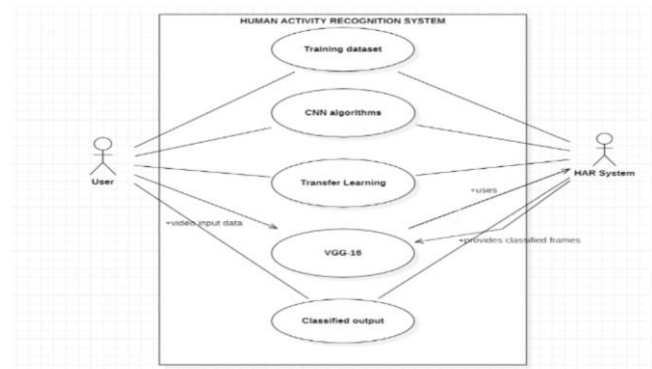 HUMAN ACTIVITY RECOGNITION SYSTEM
Training dataset
CNN algorithms
User
HAR System
Transfer Learning
+uses
+video input data
+provides classified frames
VGG-16
Classified output